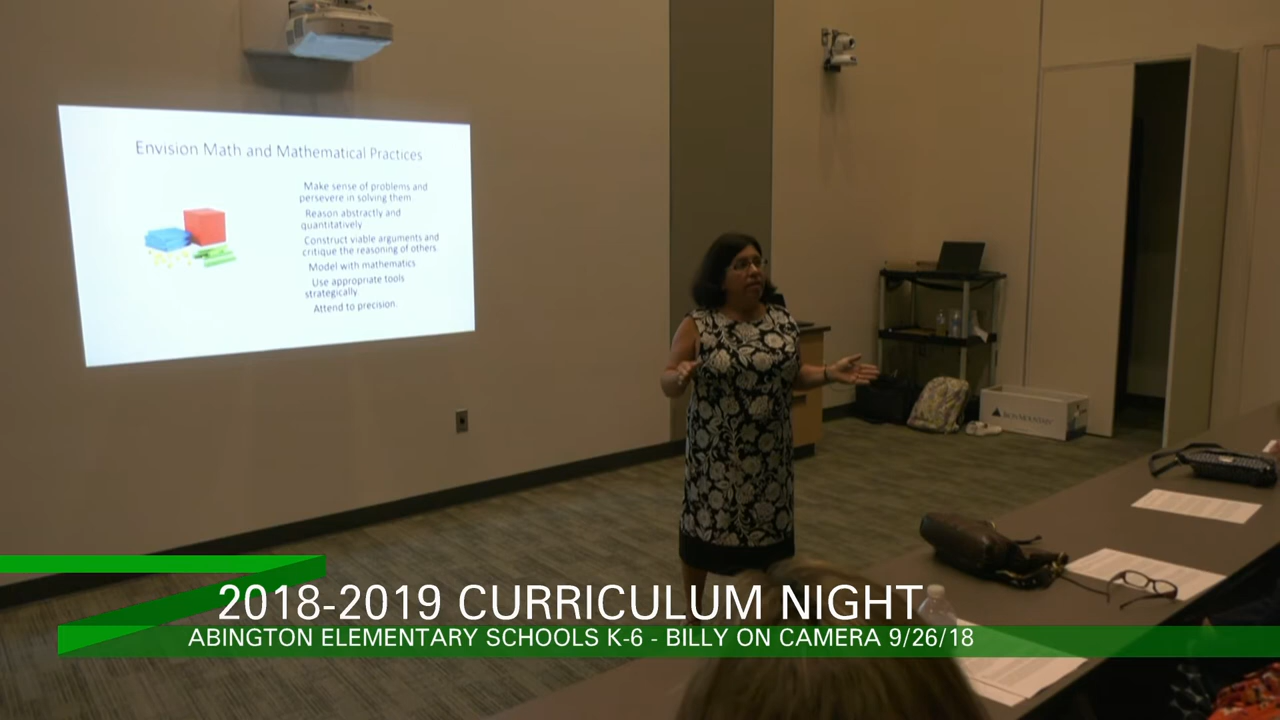 Envision Math and Mathematical Practices
Make sense of problems and
persevere in solving them
Reason abstractly and
quantitatively
Construct viable arguments and
critique the reasoning of others.
Model with mathematics.
Use appropriate tools
strategically.
Attend to precision.
IRON MOUNTAIN
2018-2019 CURRICULUM NIGHT
ABINGTON ELEMENTARY SCHOOLS K-6 - BILLY ON CAMERA 9/26/18